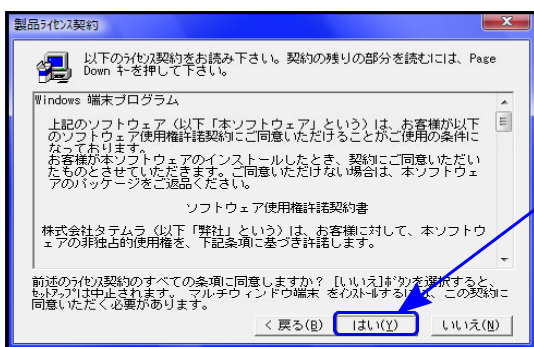 製品ﾗｲｾﾝｽ契約
以下のﾗｲｾﾝｽ契約をお読み下さい。契約の残りの部分を読むには、Page
Down キーを押して下さい。
Windows 端末プログラム
上記のソフトウェア（以下「本ソフトウェア」という）は、お客様が以下
のソフトウェア使用権許諾契約にご同意いただけることがご使用の条件に
なっております。
お客様が本ソフトウェアのインストールしたとき、契約にご同意いただい
たものとさせていただきます。ご同意いただけない場合は、本ソフトウェ
アのパッケージをご返品ください。
ソフトウェア使用権許諾契約書
株式会社タテムラ（以下「弊社」という）は、お客様に対して、本ソフトウ
ェアの非独占的使用権を、下記条項に基づき許諾します。
前述のﾗｲｾﾝｽ契約のすべての条項に同意しますか？ [いいえ]ﾎﾞﾀﾝを選択すると、
ｾｯﾄｱｯﾌﾟは中止されます。 マルチウィンドウ端末 をｲﾝｽﾄｰﾙするには、この契約に
同意いただく必要があります。
< 戻る(B) はい(Y) いいえ(N)